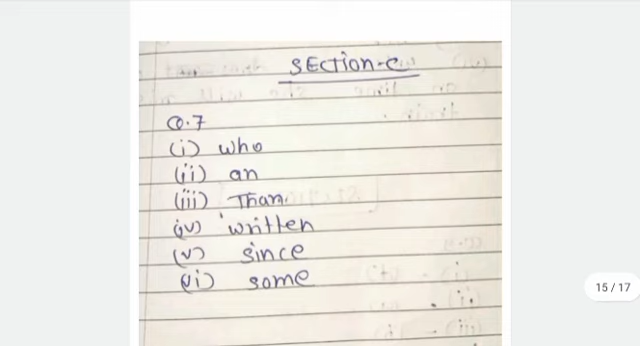 SECTION-C
Q.7
(i) who
(ii) an
(iii) Than
(iv) written
(v) since
(vi) some
15 / 17